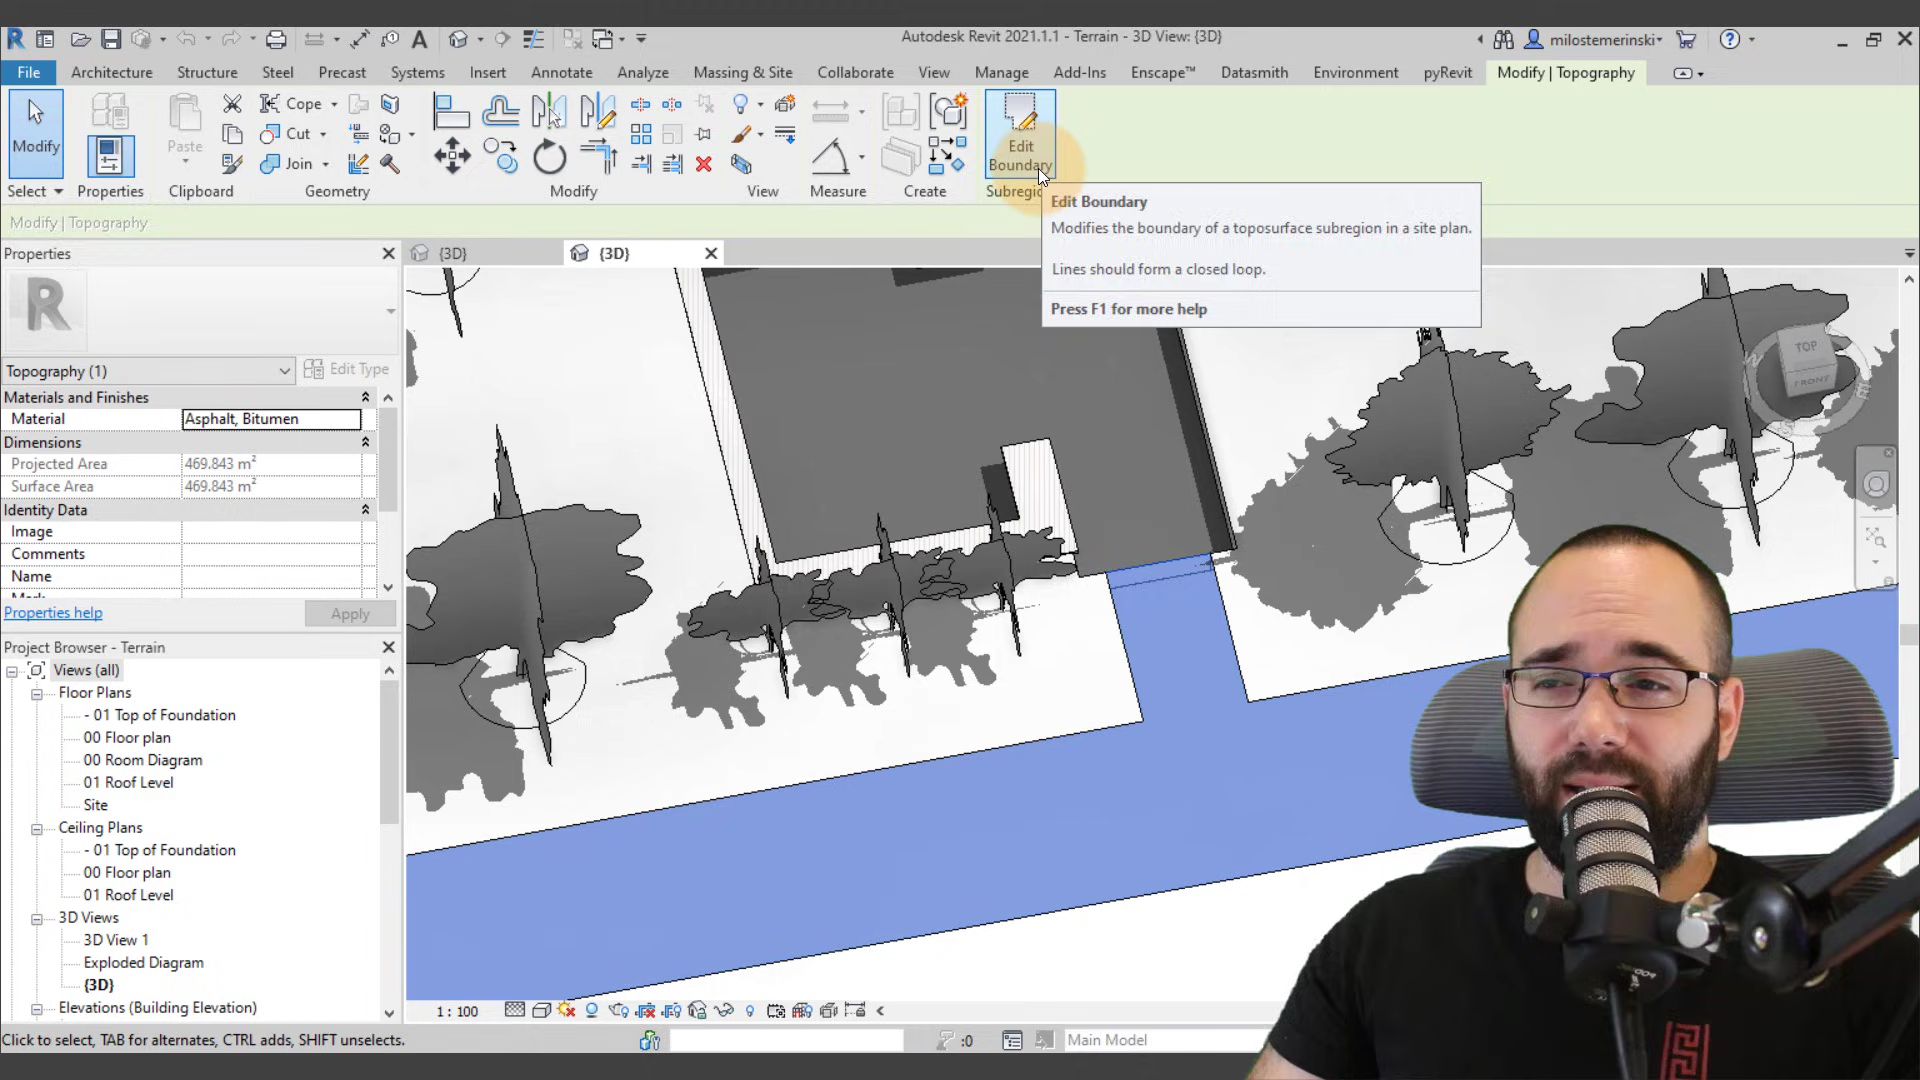 Autodesk Revit 2021.1.1 - Terrain - 3D View: {3D}
milostemerinski
File
Architecture
Structure
Steel
Precast
Systems
Insert
Annotate
Analyze
Massing & Site
Collaborate
View
Manage
Add-Ins
Enscape™
Datasmith
Environment
pyRevit
Modify | Topography
Modify
Paste
Cope
Cut
Join
Edit
Boundary
Select
Properties
Clipboard
Geometry
Modify
View
Measure
Create
Modify | Topography
Edit Boundary
Modifies the boundary of a toposurface subregion in a site plan.
Lines should form a closed loop.
Press F1 for more help
Properties
{3D}
{3D}
Topography (1)
Edit Type
Materials and Finishes
Material
Asphalt, Bitumen
Dimensions
Projected Area
469.843 m²
Surface Area
469.843 m²
Identity Data
Image
Comments
Name
Properties help
Apply
TOP
FRONT
Project Browser - Terrain
Views (all)
Floor Plans
- 01 Top of Foundation
00 Floor plan
00 Room Diagram
01 Roof Level
Site
Ceiling Plans
- 01 Top of Foundation
00 Floor plan
01 Roof Level
3D Views
3D View 1
Exploded Diagram
{3D}
Elevations (Building Elevation)
1 : 100
Click to select, TAB for alternates, CTRL adds, SHIFT unselects.
:0
Main Model